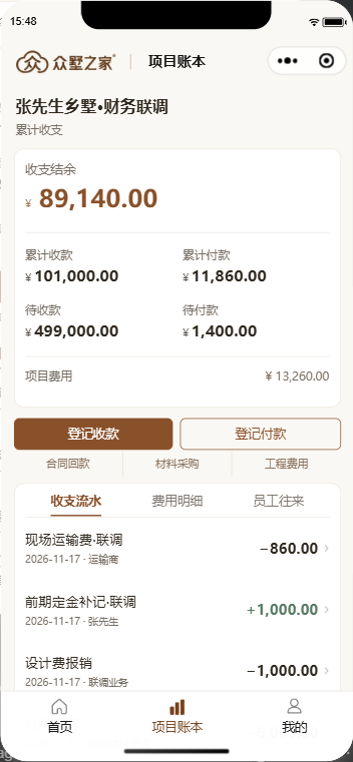 15:48
众墅之家 项目账本
张先生乡墅•财务联调
累计收支
收支结余
¥ 89,140.00
累计收款 累计付款
¥ 101,000.00 ¥ 11,860.00
待收款 待付款
¥ 499,000.00 ¥ 1,400.00
项目费用 ¥ 13,260.00
登记收款 登记付款
合同回款 材料采购 工程费用
收支流水 费用明细 员工往来
现场运输费·联调
2026-11-17 · 运输商
−860.00
前期定金补记·联调
2026-11-17 · 张先生
+1,000.00
设计费报销
2026-11-17 · 联调业务
−1,000.00
首页 项目账本 我的